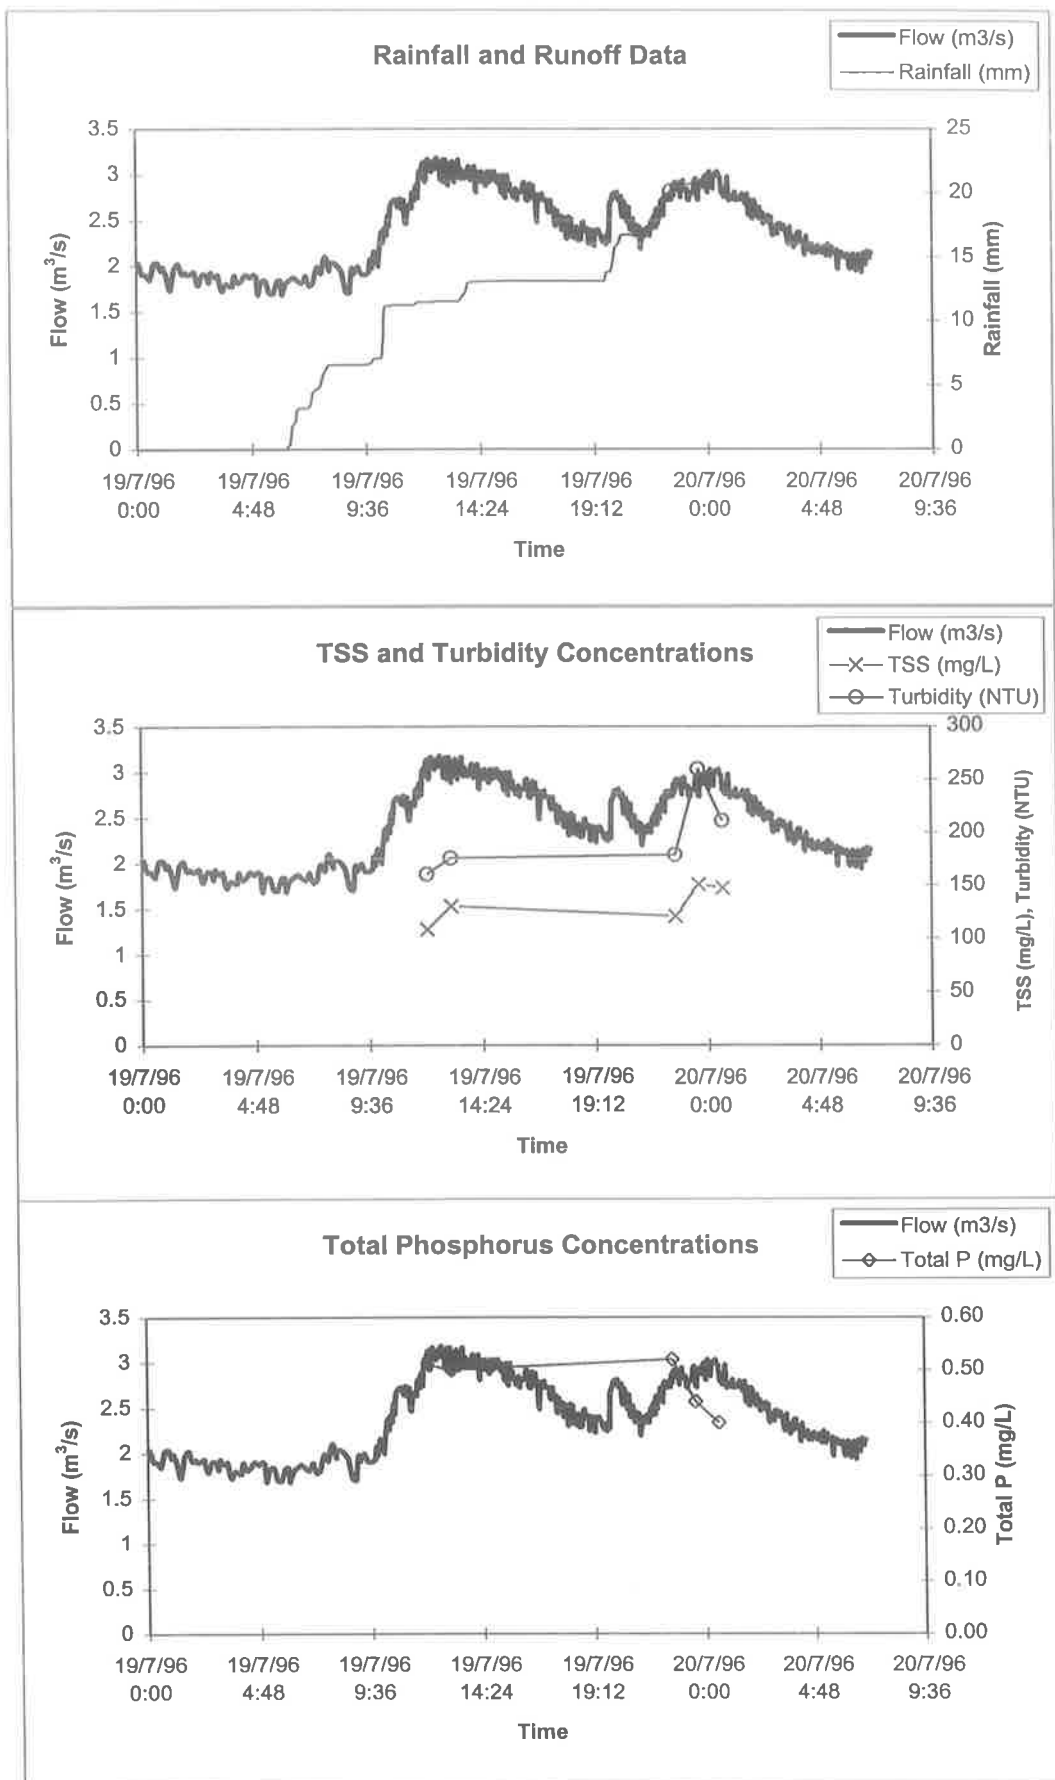 Rainfall and Runoff Data
Flow (m3/s)
Rainfall (mm)
3.5
3
2.5
2
1.5
1
0.5
0
Flow (m³/s)
25
20
15
10
5
0
Rainfall (mm)
19/7/96 19/7/96 19/7/96 19/7/96 19/7/96 20/7/96 20/7/96 20/7/96
0:00 4:48 9:36 14:24 19:12 0:00 4:48 9:36
Time
TSS and Turbidity Concentrations
Flow (m3/s)
TSS (mg/L)
Turbidity (NTU)
3.5
3
2.5
2
1.5
1
0.5
0
Flow (m³/s)
300
250
200
150
100
50
0
TSS (mg/L), Turbidity (NTU)
19/7/96 19/7/96 19/7/96 19/7/96 19/7/96 20/7/96 20/7/96 20/7/96
0:00 4:48 9:36 14:24 19:12 0:00 4:48 9:36
Time
Total Phosphorus Concentrations
Flow (m3/s)
Total P (mg/L)
3.5
3
2.5
2
1.5
1
0.5
0
Flow (m³/s)
0.60
0.50
0.40
0.30
0.20
0.10
0.00
Total P (mg/L)
19/7/96 19/7/96 19/7/96 19/7/96 19/7/96 20/7/96 20/7/96 20/7/96
0:00 4:48 9:36 14:24 19:12 0:00 4:48 9:36
Time